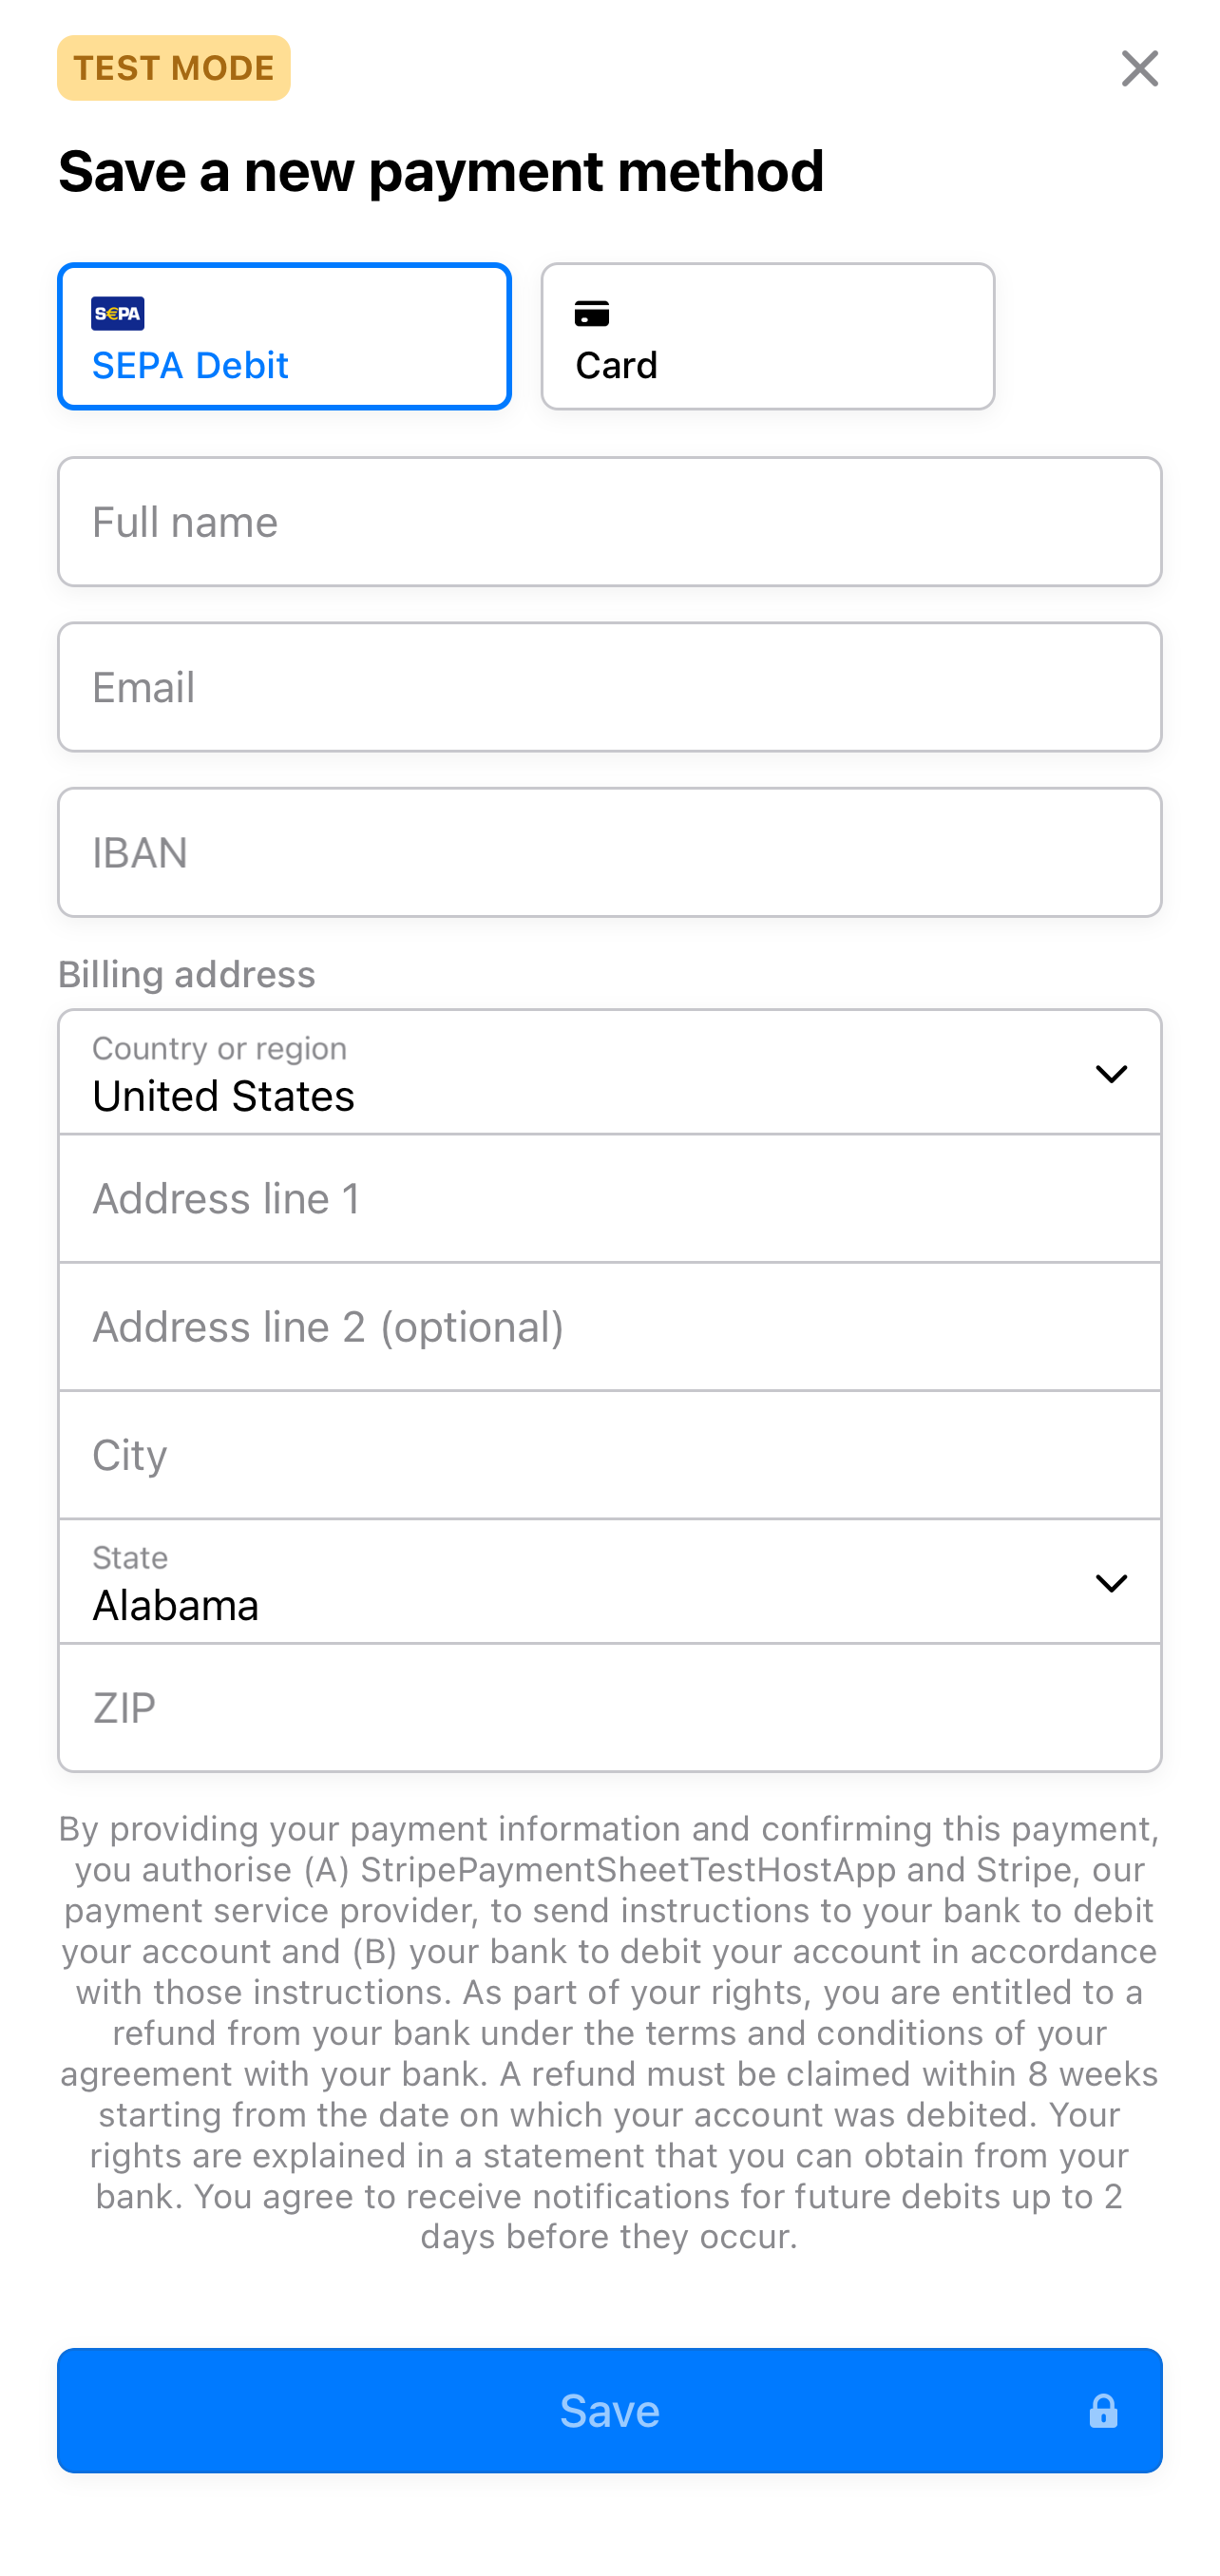 TEST MODE
Save a new payment method
S€PA
SEPA Debit
Card
Full name
Email
IBAN
Billing address
Country or region
United States
Address line 1
Address line 2 (optional)
City
State
Alabama
ZIP
By providing your payment information and confirming this payment,
you authorise (A) StripePaymentSheetTestHostApp and Stripe, our
payment service provider, to send instructions to your bank to debit
your account and (B) your bank to debit your account in accordance
with those instructions. As part of your rights, you are entitled to a
refund from your bank under the terms and conditions of your
agreement with your bank. A refund must be claimed within 8 weeks
starting from the date on which your account was debited. Your
rights are explained in a statement that you can obtain from your
bank. You agree to receive notifications for future debits up to 2
days before they occur.
Save